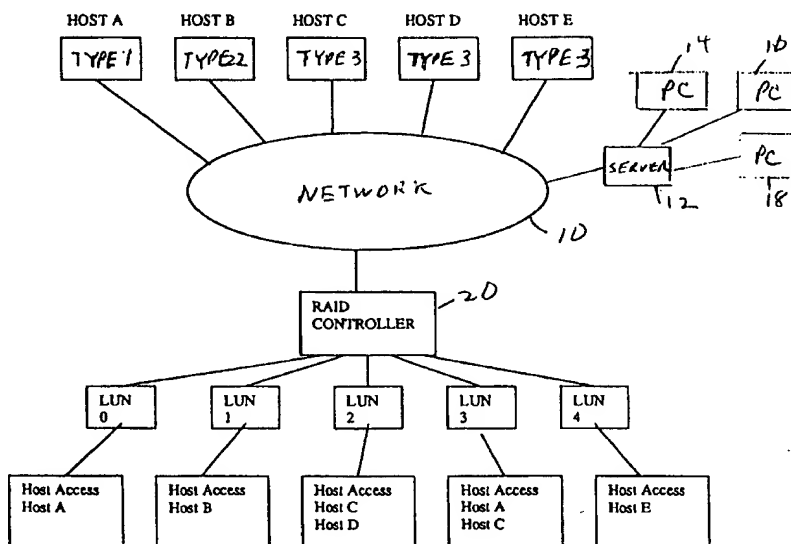 HOST A HOST B HOST C HOST D HOST E
TYPE 1 TYPE 22 TYPE 3 TYPE 3 TYPE 3
14 16
PC PC
SERVER PC
12 18
NETWORK
10
RAID
CONTROLLER
20
LUN LUN LUN LUN LUN
0 1 2 3 4
Host Access Host Access Host Access Host Access Host Access
Host A Host B Host C Host A Host E
Host D Host C